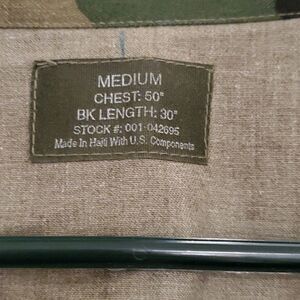 MEDIUM
CHEST: 50"
BK LENGTH: 30"
STOCK #: 001-042695
Made In Haiti With U.S. Components